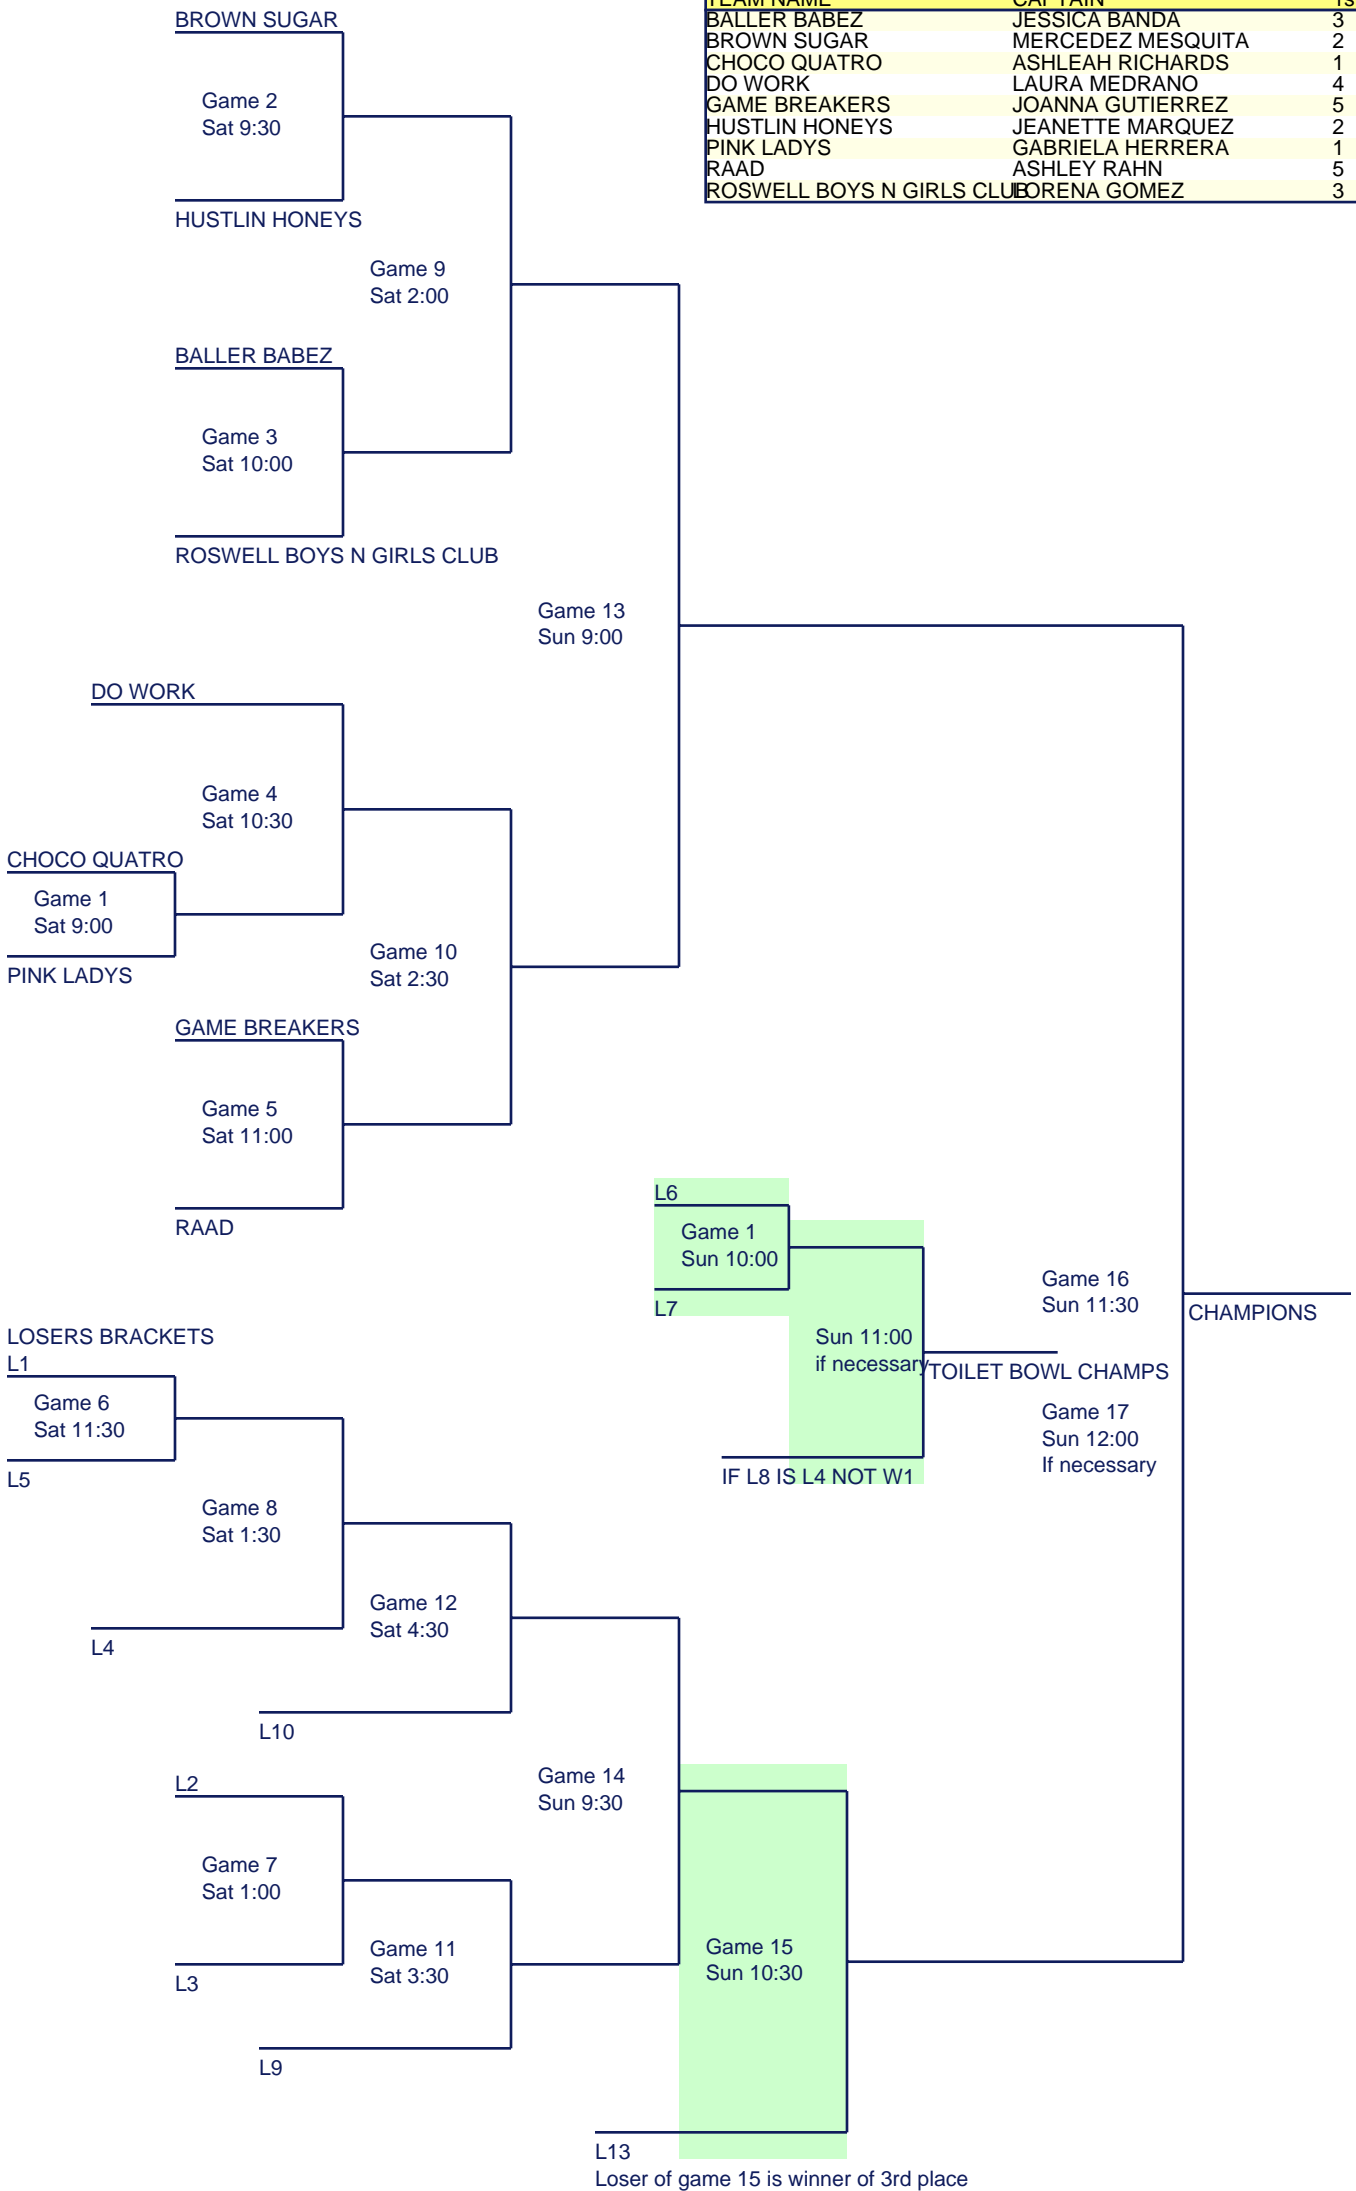 TEAM NAME CAPTAIN
BALLER BABEZ JESSICA BANDA 3
BROWN SUGAR MERCEDEZ MESQUITA 2
CHOCO QUATRO ASHLEAH RICHARDS 1
DO WORK LAURA MEDRANO 4
GAME BREAKERS JOANNA GUTIERREZ 5
HUSTLIN HONEYS JEANETTE MARQUEZ 2
PINK LADYS GABRIELA HERRERA 1
RAAD ASHLEY RAHN 5
ROSWELL BOYS N GIRLS CLUB LORENA GOMEZ 3
BROWN SUGAR
Game 2
Sat 9:30
HUSTLIN HONEYS
Game 9
Sat 2:00
BALLER BABEZ
Game 3
Sat 10:00
ROSWELL BOYS N GIRLS CLUB
Game 13
Sun 9:00
DO WORK
Game 4
Sat 10:30
CHOCO QUATRO
Game 1
Sat 9:00
PINK LADYS
Game 10
Sat 2:30
GAME BREAKERS
Game 5
Sat 11:00
RAAD
L6
Game 1
Sun 10:00
L7
Sun 11:00
if necessary
TOILET BOWL CHAMPS
IF L8 IS L4 NOT W1
Game 16
Sun 11:30
CHAMPIONS
Game 17
Sun 12:00
If necessary
LOSERS BRACKETS
L1
Game 6
Sat 11:30
L5
Game 8
Sat 1:30
L4
Game 12
Sat 4:30
L10
L2
Game 14
Sun 9:30
Game 7
Sat 1:00
L3
Game 11
Sat 3:30
L9
Game 15
Sun 10:30
L13
Loser of game 15 is winner of 3rd place